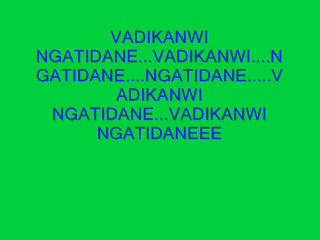 VADIKANWI
NGATIDANE...VADIKANWI....N
GATIDANE....NGATIDANE.....V
ADIKANWI
NGATIDANE...VADIKANWI
NGATIDANEEE